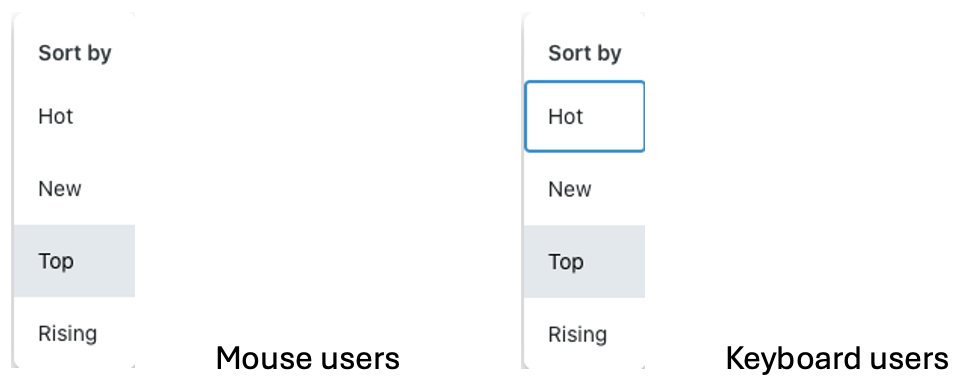 Sort by
Hot
New
Top
Rising
Mouse users
Sort by
Hot
New
Top
Rising
Keyboard users